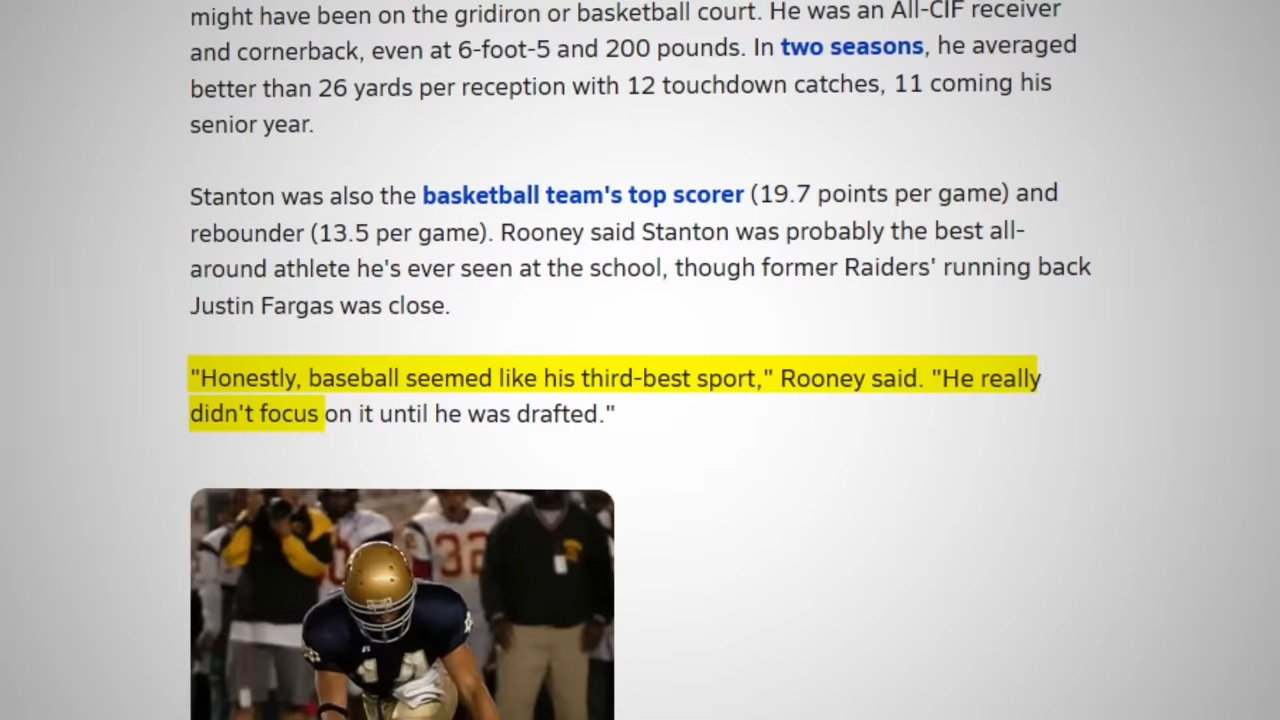 might have been on the gridiron or basketball court. He was an All-CIF receiver
and cornerback, even at 6-foot-5 and 200 pounds. In two seasons, he averaged
better than 26 yards per reception with 12 touchdown catches, 11 coming his
senior year.
Stanton was also the basketball team's top scorer (19.7 points per game) and
rebounder (13.5 per game). Rooney said Stanton was probably the best all-
around athlete he's ever seen at the school, though former Raiders' running back
Justin Fargas was close.
"Honestly, baseball seemed like his third-best sport," Rooney said. "He really
didn't focus on it until he was drafted."
32